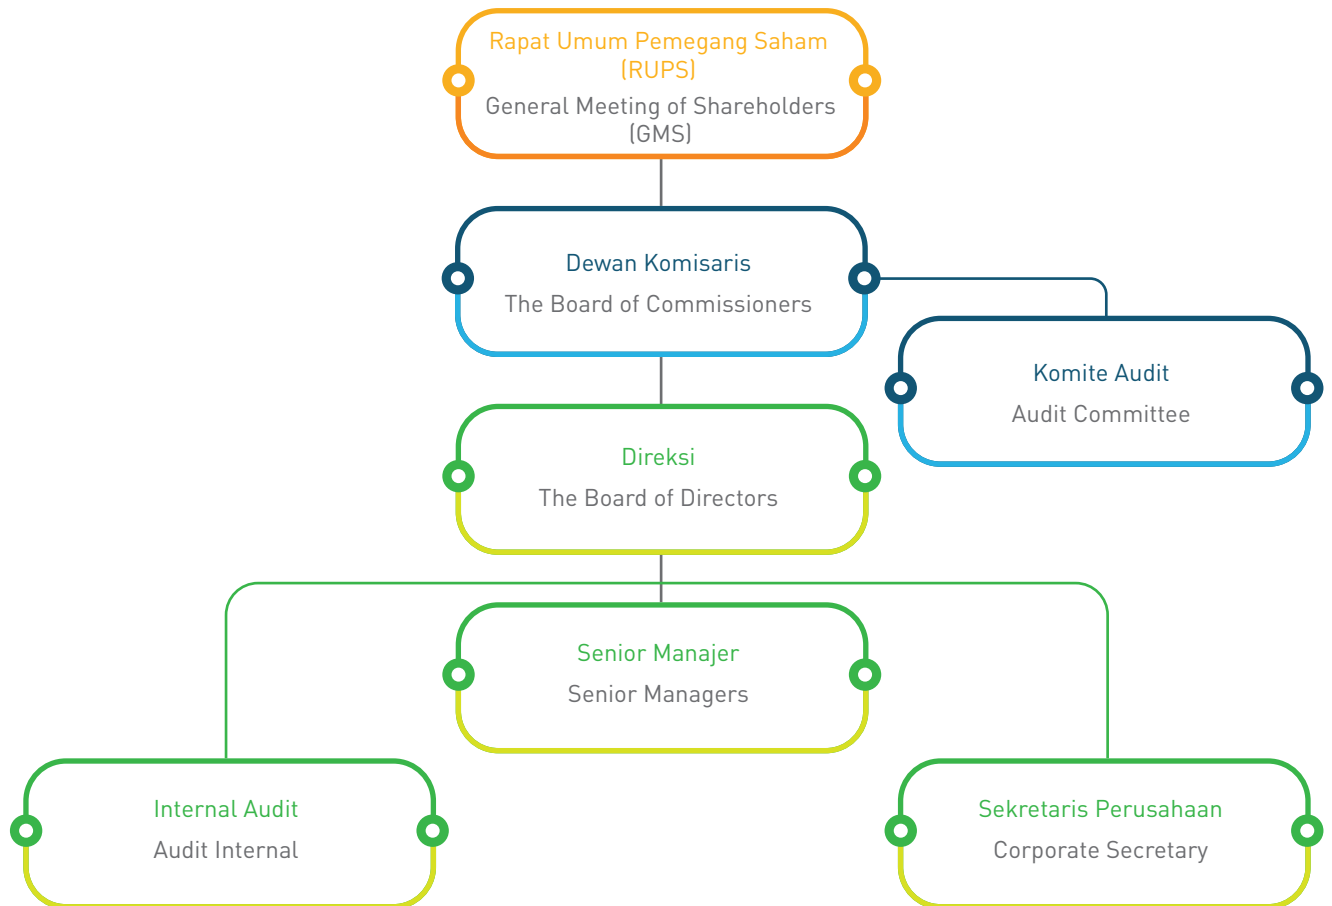 Rapat Umum Pemegang Saham
(RUPS)
General Meeting of Shareholders
(GMS)
Dewan Komisaris
The Board of Commissioners
Komite Audit
Audit Committee
Direksi
The Board of Directors
Senior Manajer
Senior Managers
Internal Audit
Audit Internal
Sekretaris Perusahaan
Corporate Secretary